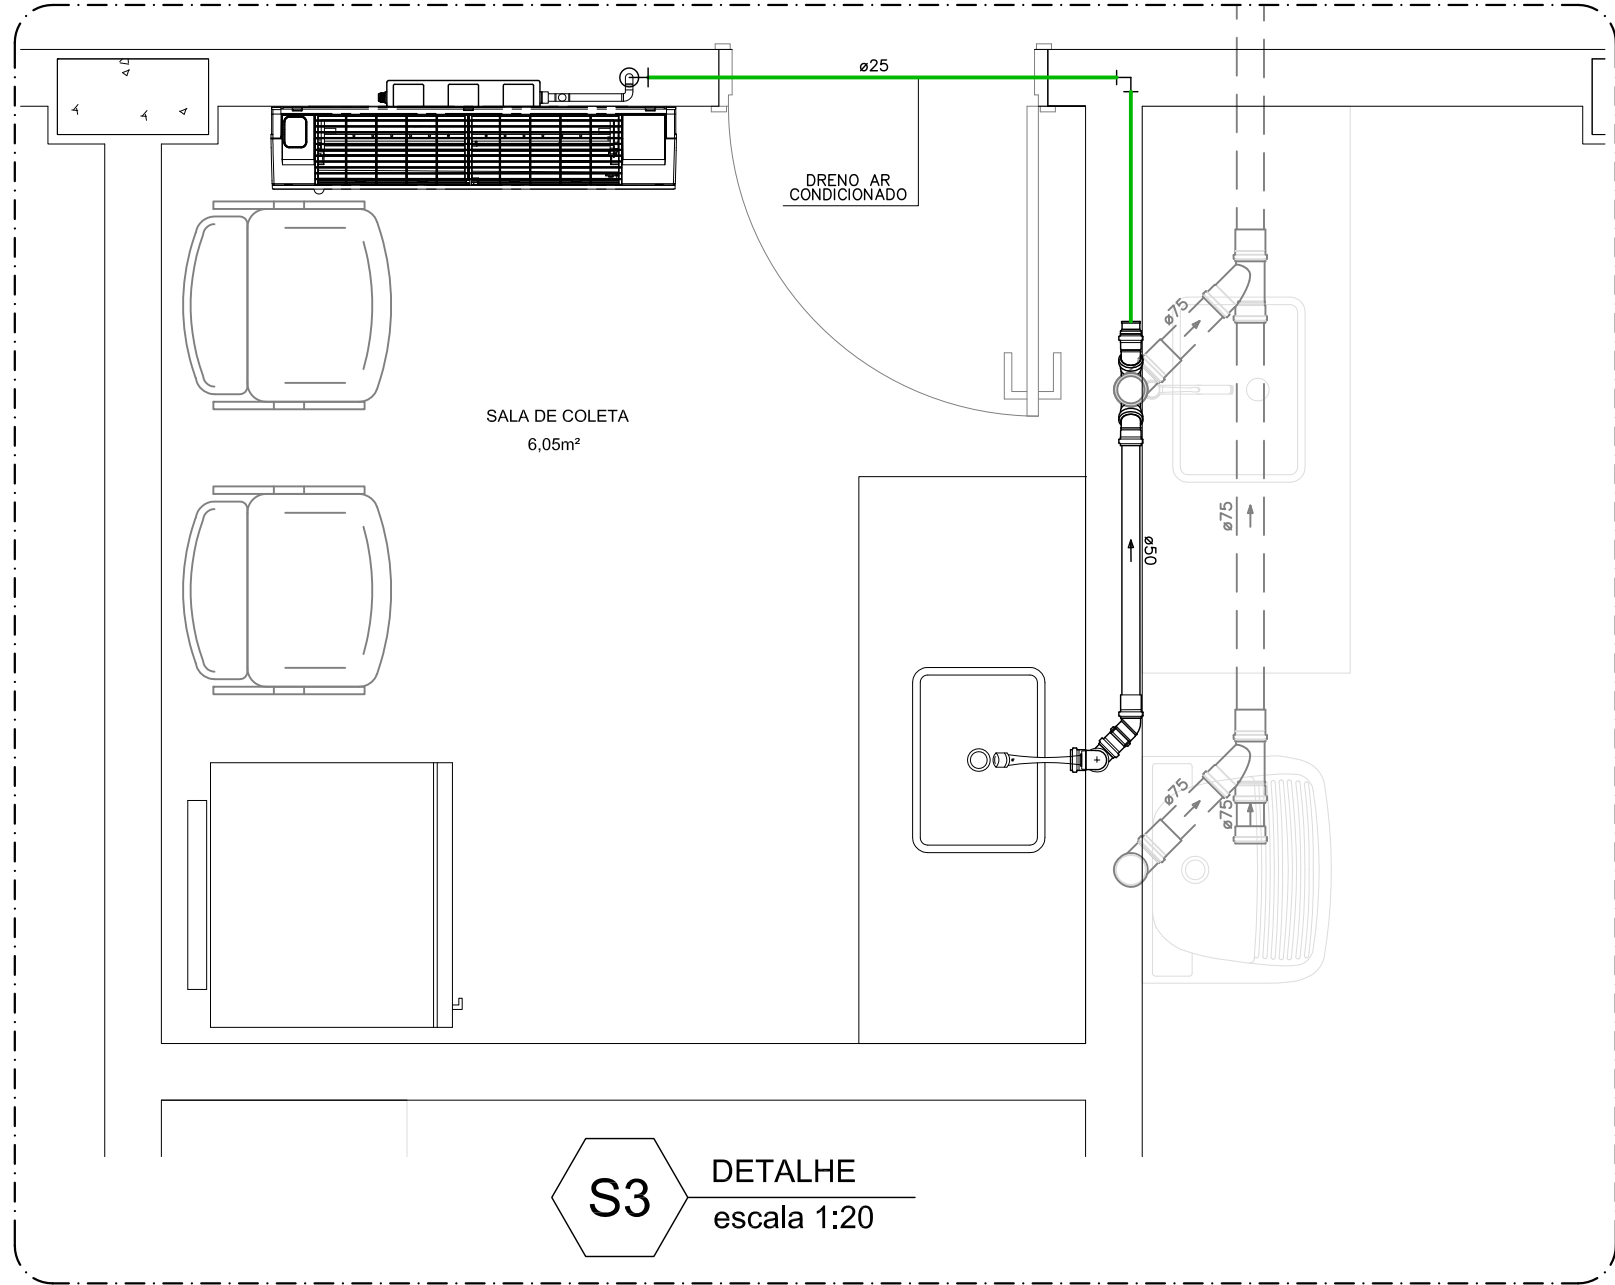 ø25
DRENO AR
CONDICIONADO
ø75
SALA DE COLETA
6,05m²
ø75
ø50
ø75
ø75
S3
DETALHE
escala 1:20